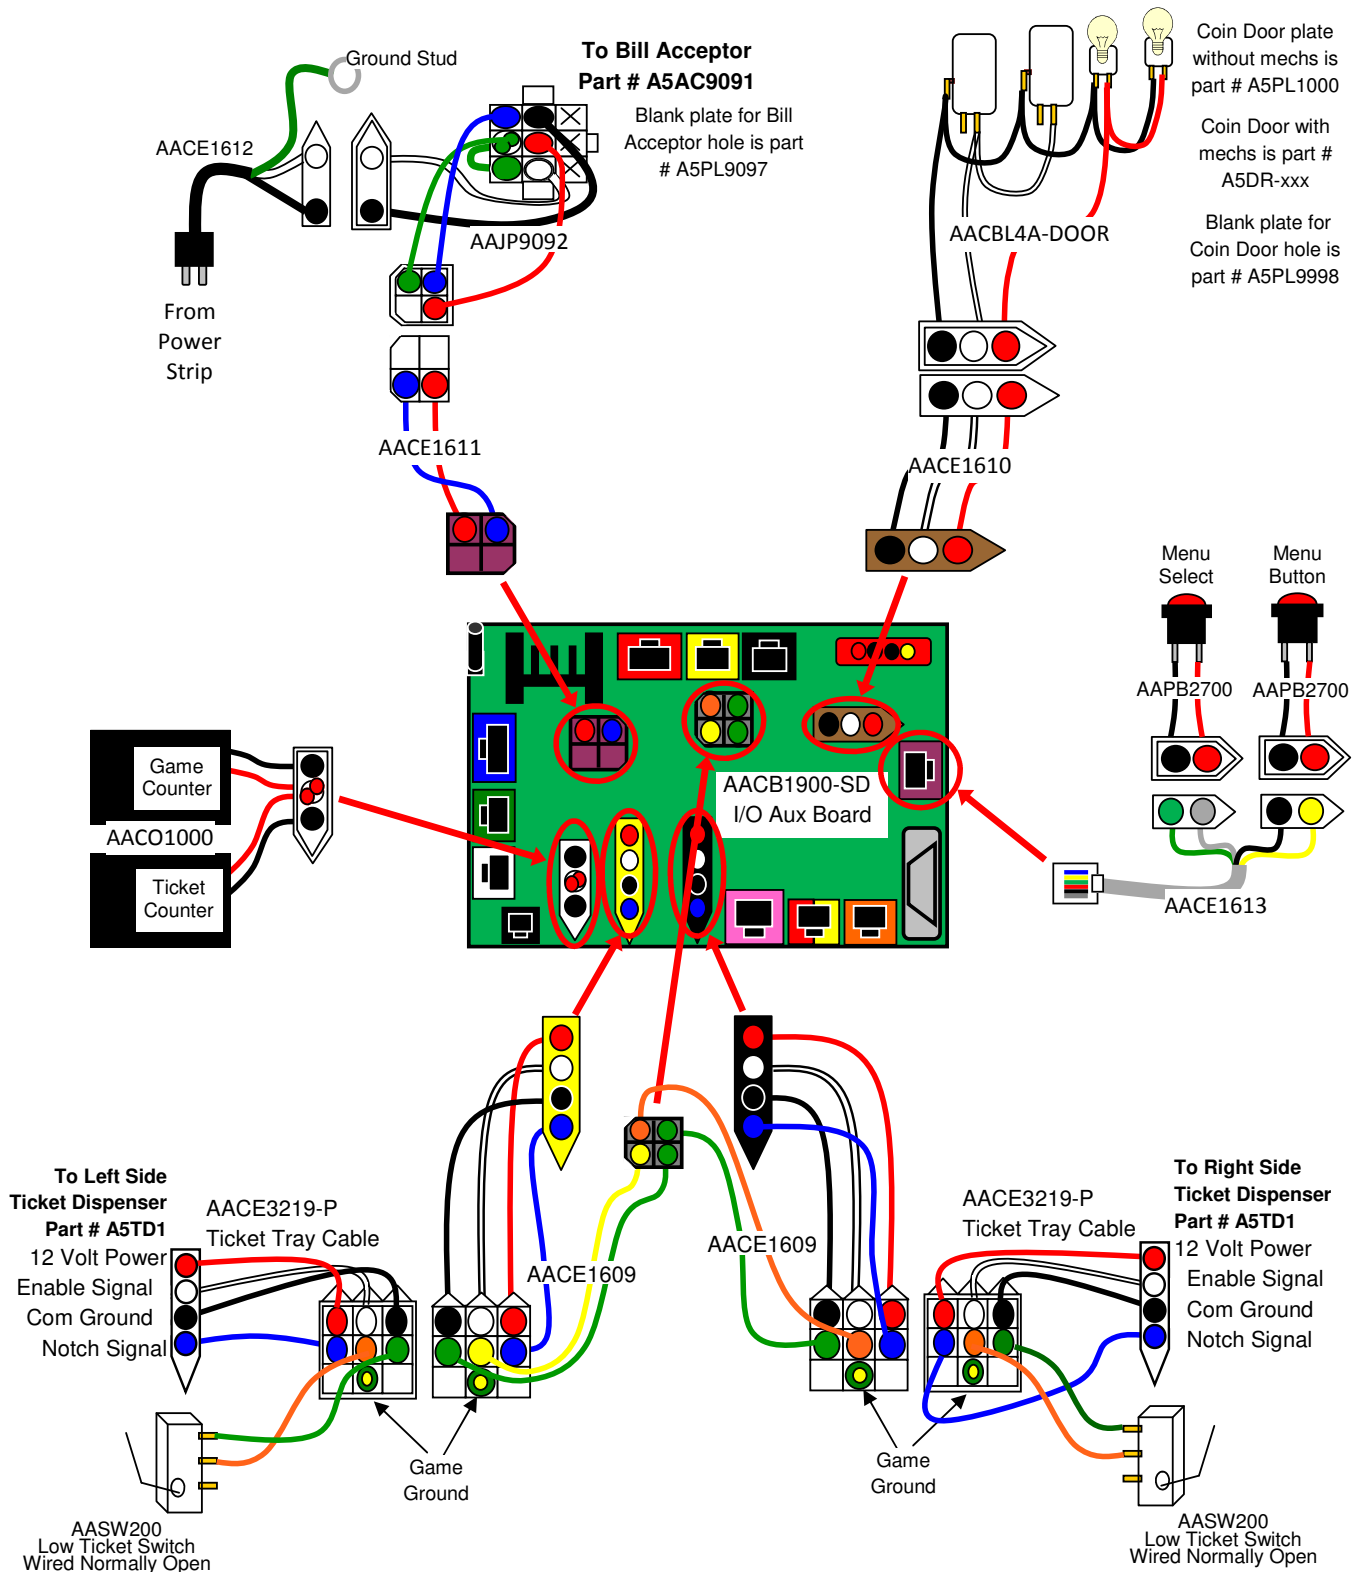 Ground Stud
To Bill Acceptor
Part # A5AC9091
Blank plate for Bill
Acceptor hole is part
# A5PL9097
Coin Door plate
without mechs is
part # A5PL1000
Coin Door with
mechs is part #
A5DR-xxx
Blank plate for
Coin Door hole is
part # A5PL9998
AACE1612
AAJP9092
AACBL4A-DOOR
From
Power
Strip
AACE1611
AACE1610
Menu
Select
Menu
Button
AAPB2700
AAPB2700
Game
Counter
AACO1000
Ticket
Counter
AACB1900-SD
I/O Aux Board
AACE1613
To Left Side
Ticket Dispenser
Part # A5TD1
12 Volt Power
Enable Signal
Com Ground
Notch Signal
AACE3219-P
Ticket Tray Cable
AACE1609
AACE1609
AACE3219-P
Ticket Tray Cable
To Right Side
Ticket Dispenser
Part # A5TD1
12 Volt Power
Enable Signal
Com Ground
Notch Signal
Game
Ground
Game
Ground
AASW200
Low Ticket Switch
Wired Normally Open
AASW200
Low Ticket Switch
Wired Normally Open